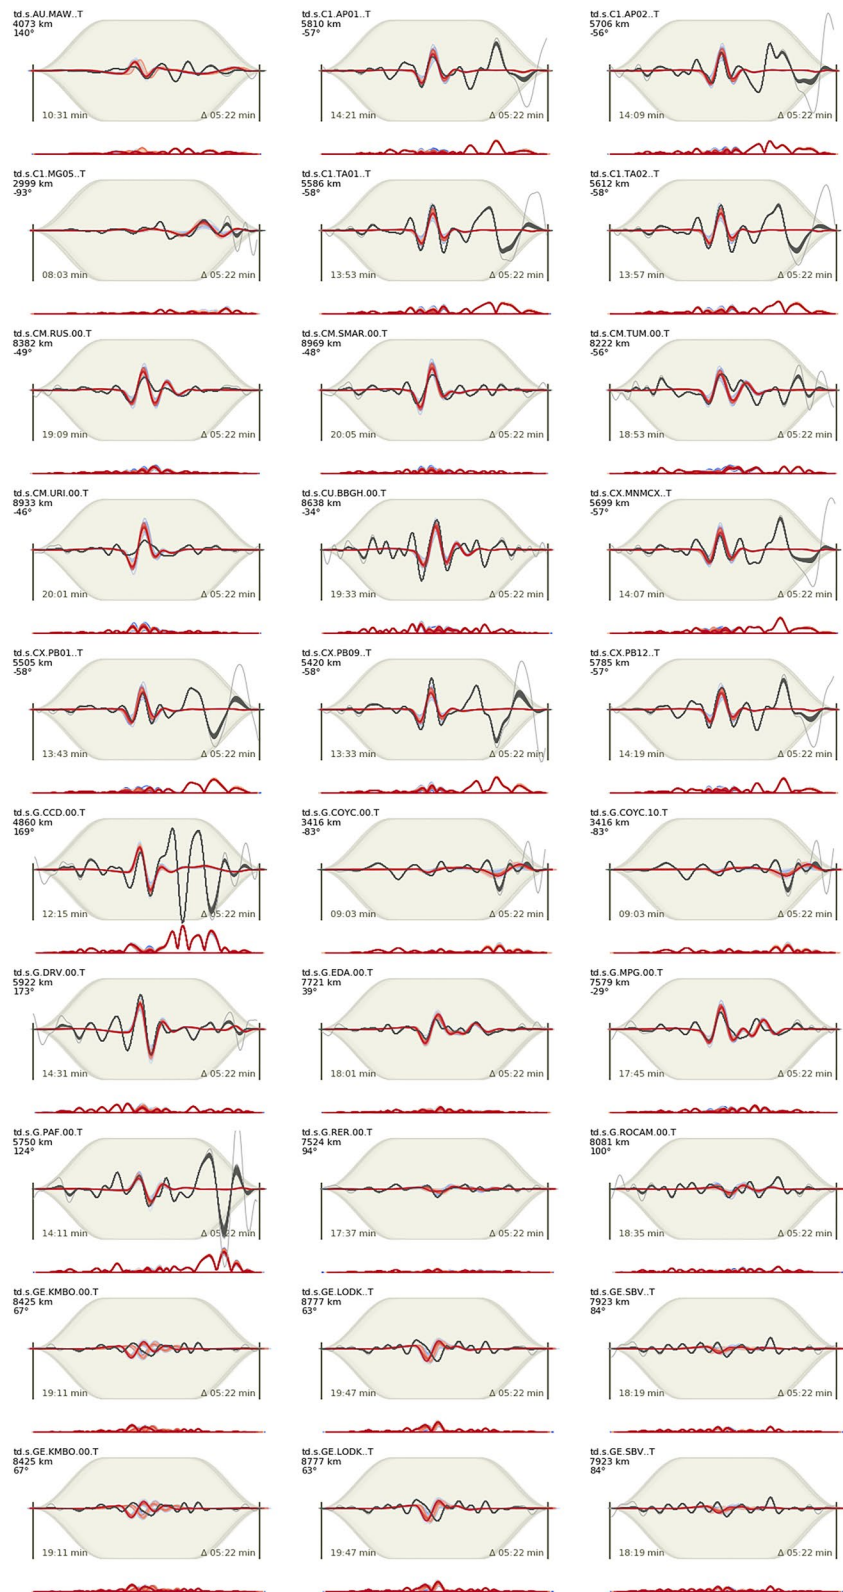 td.s.AU.MAW..T
4073 km
140°
10:31 min
Δ 05:22 min
td.s.C1.AP01..T
5810 km
-57°
14:21 min
Δ 05:22 min
td.s.C1.AP02..T
5706 km
-56°
14:09 min
Δ 05:22 min
td.s.C1.MG05..T
2999 km
-93°
08:03 min
Δ 05:22 min
td.s.C1.TA01..T
5586 km
-58°
13:53 min
Δ 05:22 min
td.s.C1.TA02..T
5612 km
-58°
13:57 min
Δ 05:22 min
td.s.CM.RUS.00.T
8382 km
-49°
19:09 min
Δ 05:22 min
td.s.CM.SMAR.00.T
8969 km
-48°
20:05 min
Δ 05:22 min
td.s.CM.TUM.00.T
8222 km
-56°
18:53 min
Δ 05:22 min
td.s.CM.URI.00.T
8933 km
-46°
20:01 min
Δ 05:22 min
td.s.CU.BBGH.00.T
8638 km
-34°
19:33 min
Δ 05:22 min
td.s.CX.MNMCX..T
5699 km
-57°
14:07 min
Δ 05:22 min
td.s.CX.PB01..T
5505 km
-58°
13:43 min
Δ 05:22 min
td.s.CX.PB09..T
5420 km
-58°
13:33 min
Δ 05:22 min
td.s.CX.PB12..T
5785 km
-57°
14:19 min
Δ 05:22 min
td.s.G.CCD.00.T
4860 km
169°
12:15 min
Δ 05:22 min
td.s.G.COYC.00.T
3416 km
-83°
09:03 min
Δ 05:22 min
td.s.G.COYC.10.T
3416 km
-83°
09:03 min
Δ 05:22 min
td.s.G.DRV.00.T
5922 km
173°
14:31 min
Δ 05:22 min
td.s.G.EDA.00.T
7721 km
39°
18:01 min
Δ 05:22 min
td.s.G.MPG.00.T
7579 km
-29°
17:45 min
Δ 05:22 min
td.s.G.PAF.00.T
5750 km
124°
14:11 min
Δ 05:22 min
td.s.G.RER.00.T
7524 km
94°
17:37 min
Δ 05:22 min
td.s.G.ROCAM.00.T
8081 km
100°
18:35 min
Δ 05:22 min
td.s.GE.KMBO.00.T
8425 km
67°
19:11 min
Δ 05:22 min
td.s.GE.LODK..T
8777 km
63°
19:47 min
Δ 05:22 min
td.s.GE.SBV..T
7923 km
84°
18:19 min
Δ 05:22 min
td.s.GE.KMBO.00.T
8425 km
67°
19:11 min
Δ 05:22 min
td.s.GE.LODK..T
8777 km
63°
19:47 min
Δ 05:22 min
td.s.GE.SBV..T
7923 km
84°
18:19 min
Δ 05:22 min